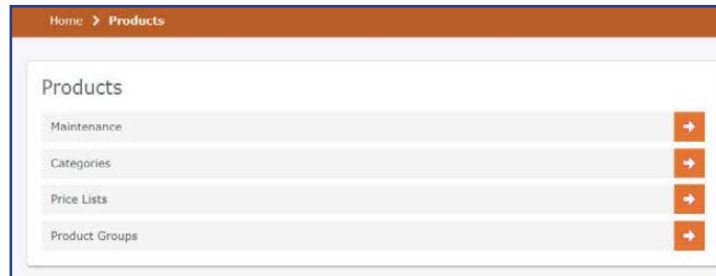 Home > Products
Products
Maintenance
Categories
Price Lists
Product Groups